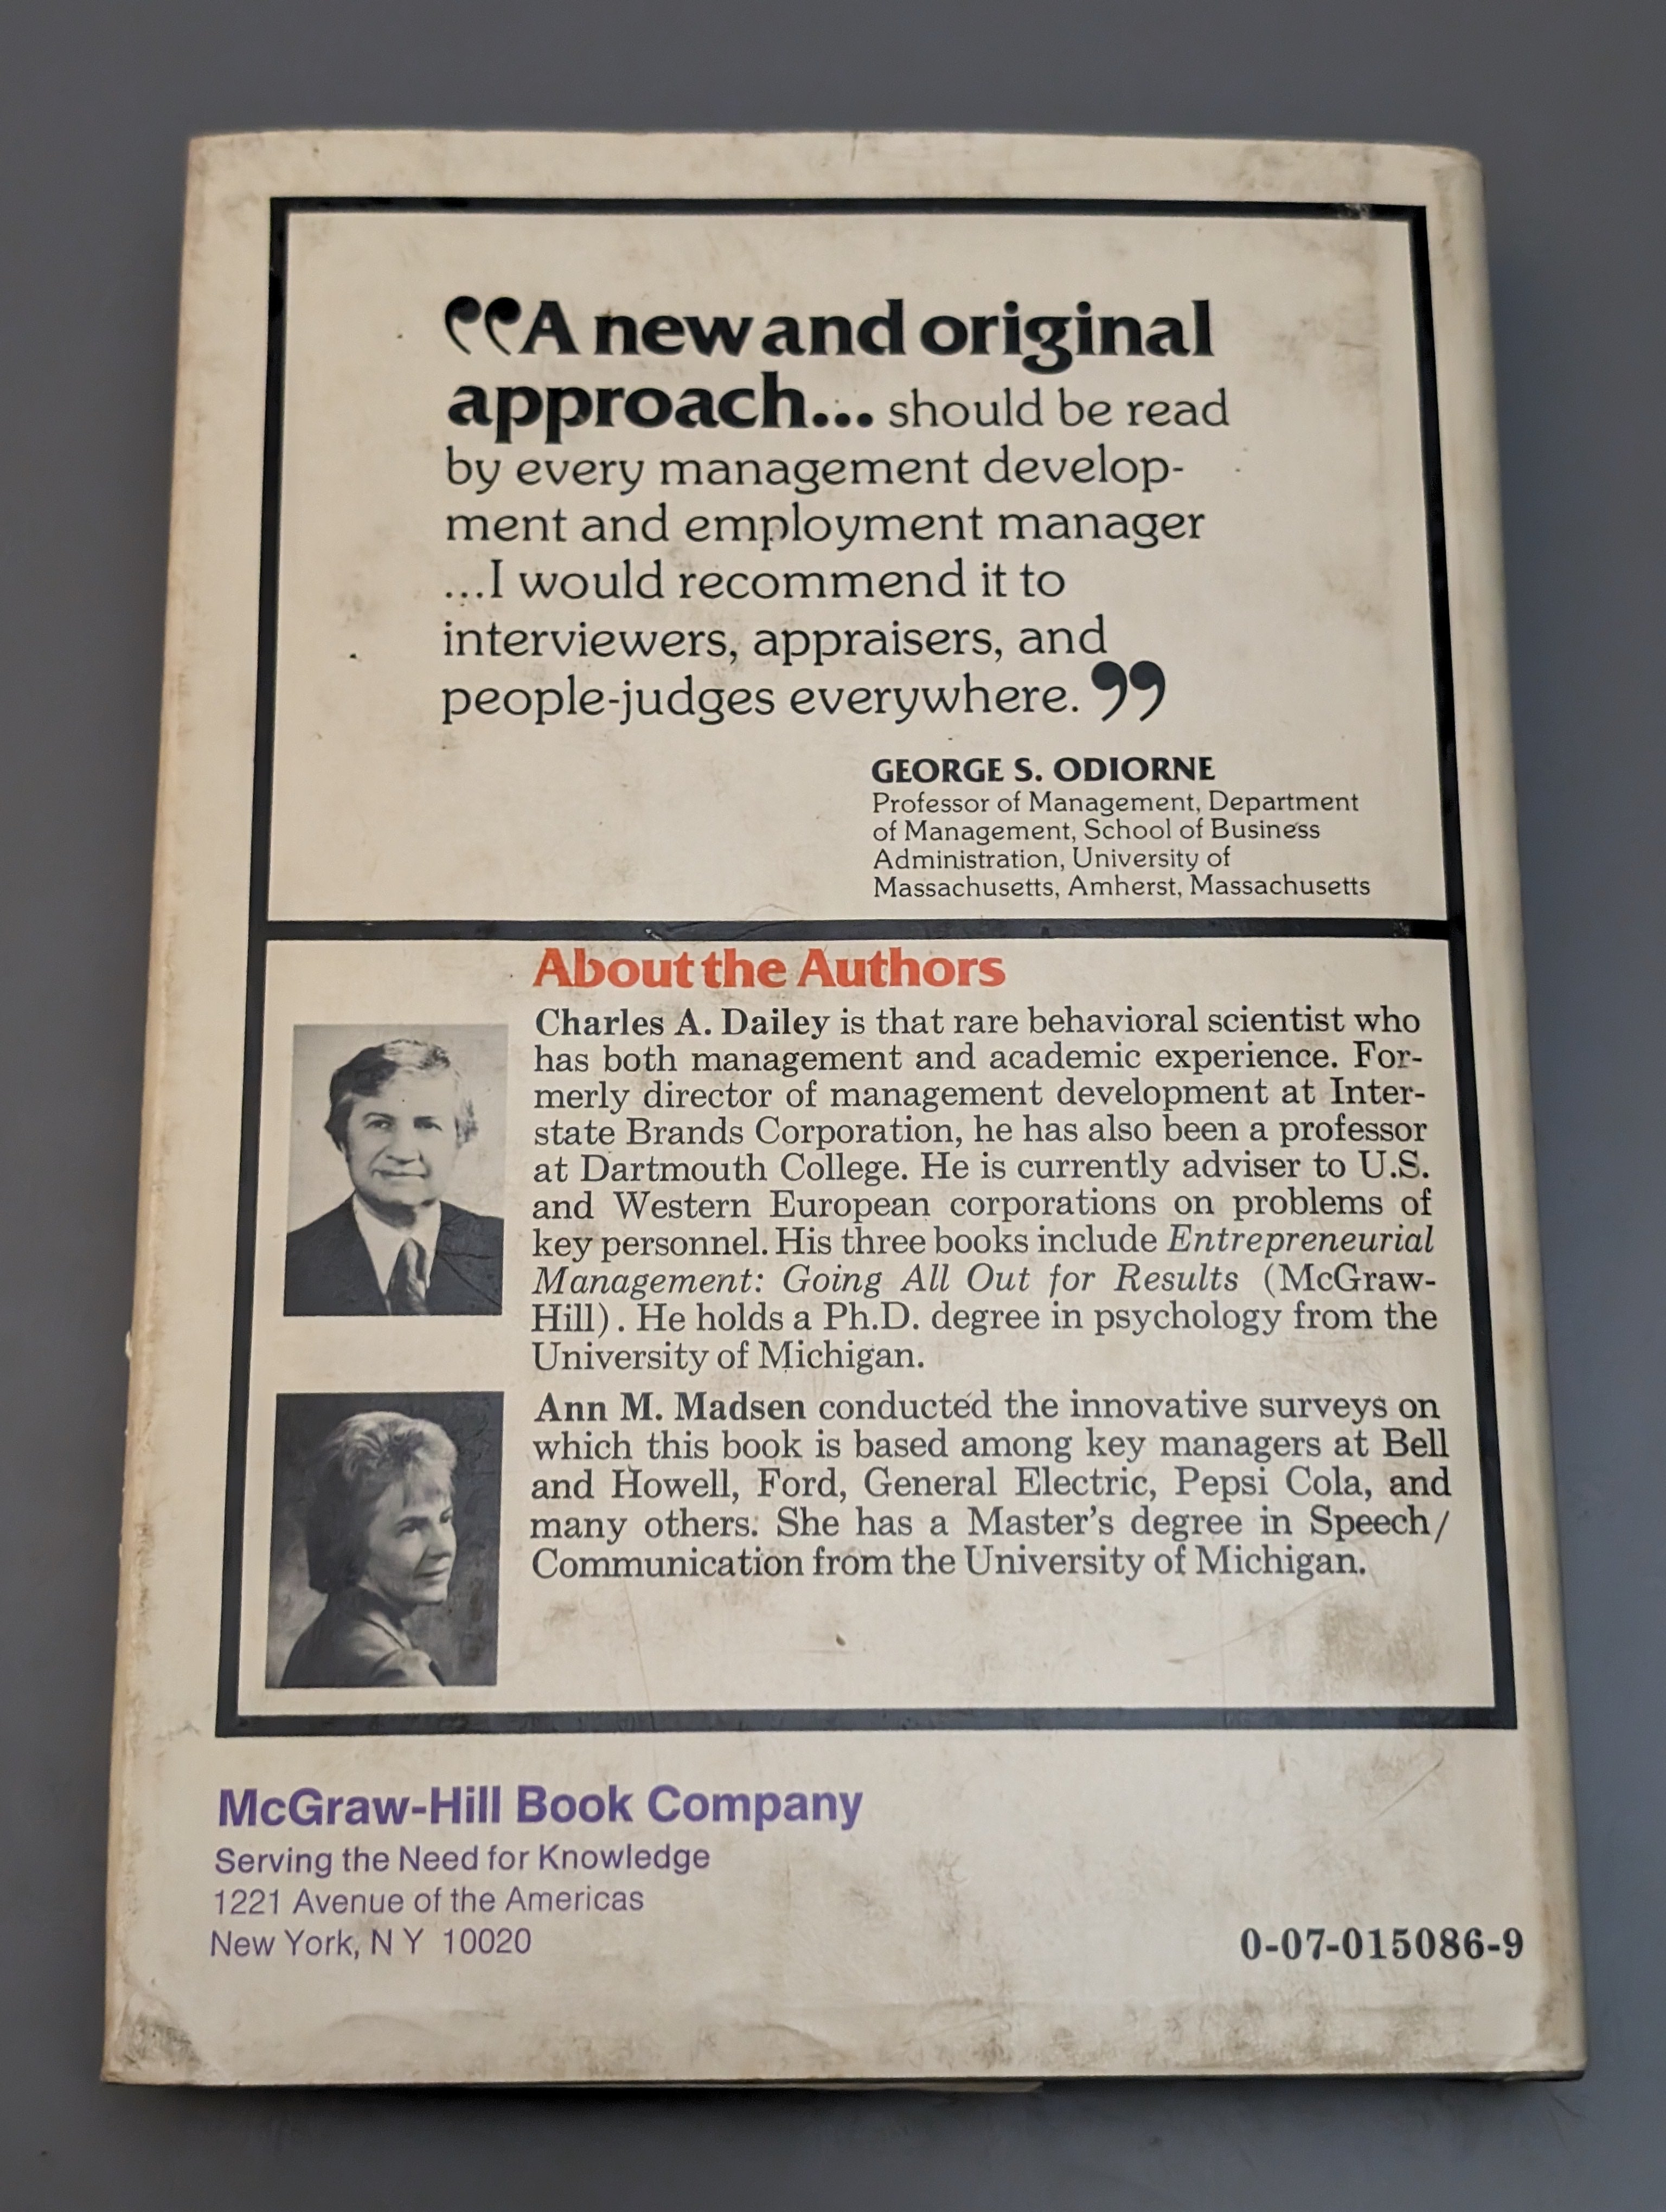 “A new and original
approach... should be read
by every management develop-
ment and employment manager
...I would recommend it to
interviewers, appraisers, and
people-judges everywhere.”
GEORGE S. ODIORNE
Professor of Management, Department
of Management, School of Business
Administration, University of
Massachusetts, Amherst, Massachusetts
About the Authors
Charles A. Dailey is that rare behavioral scientist who
has both management and academic experience. For-
merly director of management development at Inter-
state Brands Corporation, he has also been a professor
at Dartmouth College. He is currently adviser to U.S.
and Western European corporations on problems of
key personnel. His three books include Entrepreneurial
Management: Going All Out for Results (McGraw-
Hill). He holds a Ph.D. degree in psychology from the
University of Michigan.
Ann M. Madsen conducted the innovative surveys on
which this book is based among key managers at Bell
and Howell, Ford, General Electric, Pepsi Cola, and
many others. She has a Master's degree in Speech/
Communication from the University of Michigan.
McGraw-Hill Book Company
Serving the Need for Knowledge
1221 Avenue of the Americas
New York, N Y 10020
0-07-015086-9